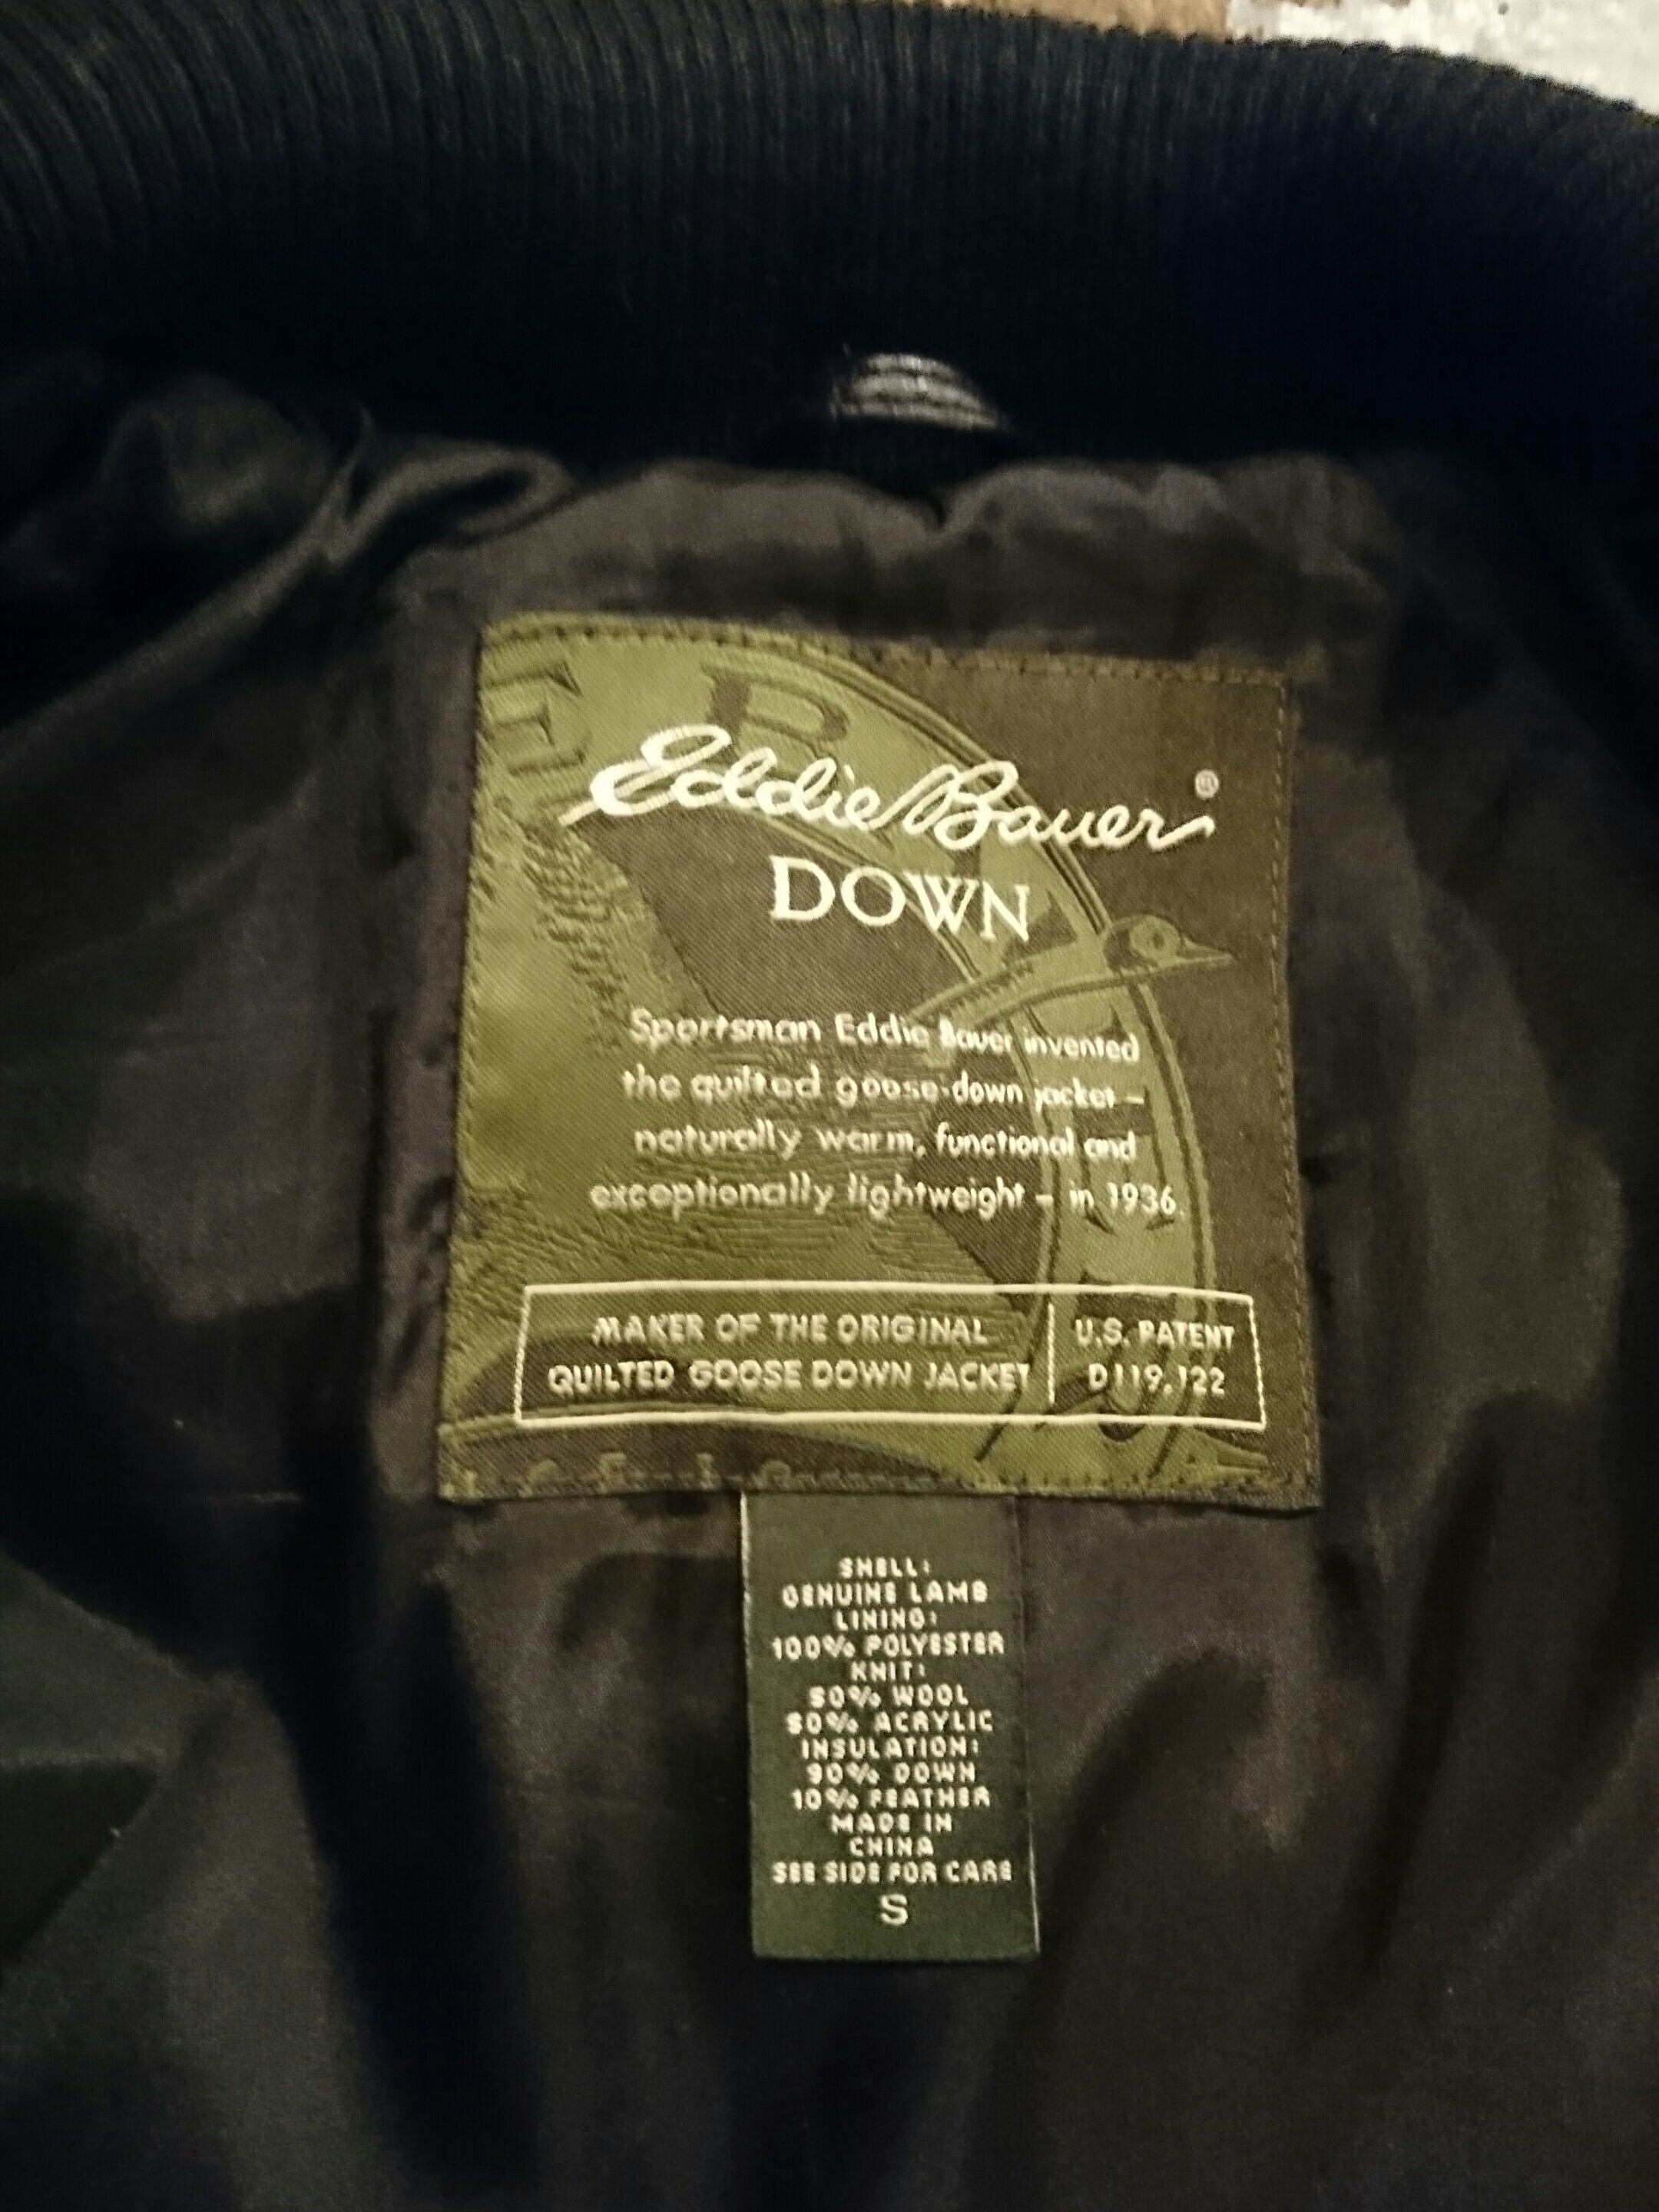 Eddie Bauer®
DOWN
Sportsman Eddie Bauer invented
the quilted goose-down jacket –
naturally warm, functional and
exceptionally lightweight – in 1936.
MAKER OF THE ORIGINAL
QUILTED GOOSE DOWN JACKET
U.S. PATENT
D119,122
SHELL:
GENUINE LAMB
LINING:
100% POLYESTER
KNIT:
50% WOOL
50% ACRYLIC
INSULATION:
90% DOWN
10% FEATHER
MADE IN
CHINA
SEE SIDE FOR CARE
S